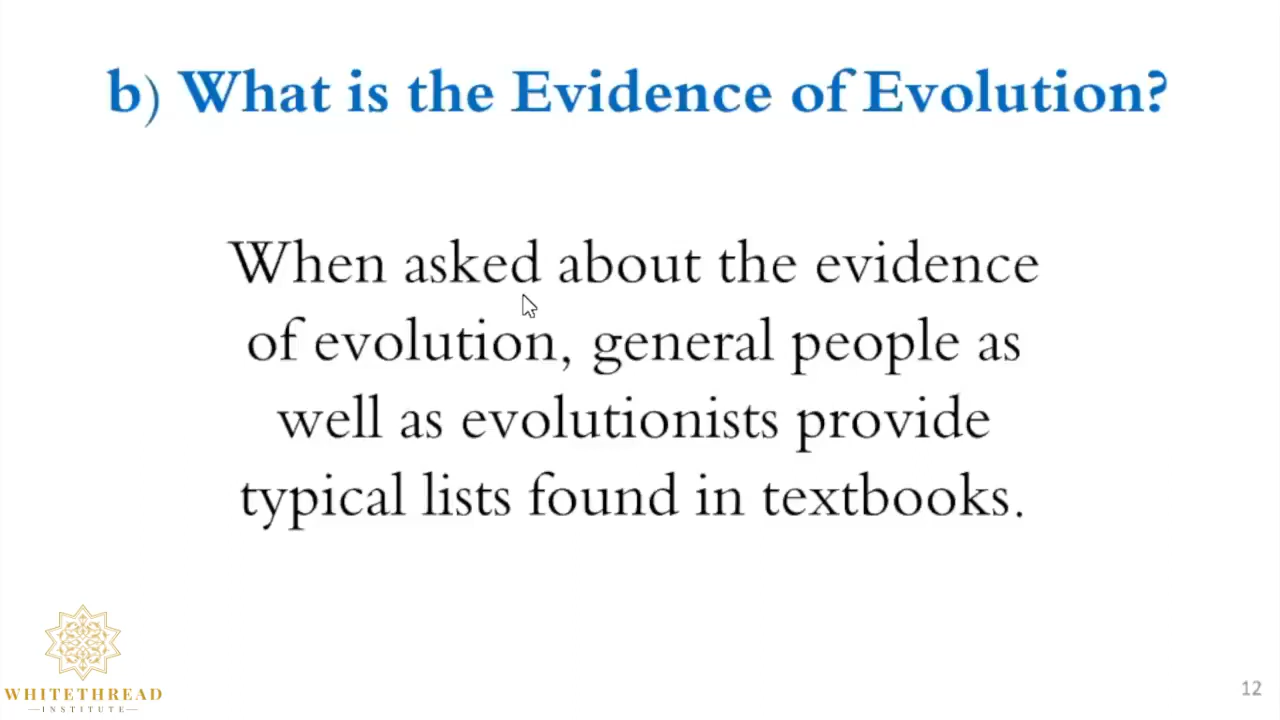 b) What is the Evidence of Evolution?
When asked about the evidence
of evolution, general people as
well as evolutionists provide
typical lists found in textbooks.
WHITETHREAD
INSTITUTE
12